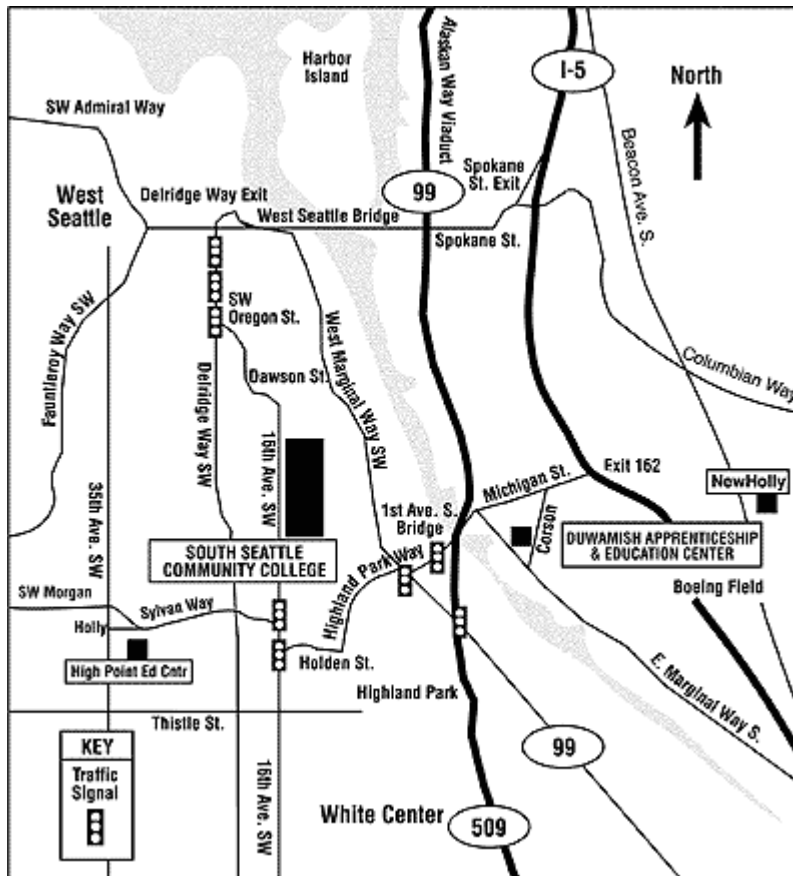 Harbor
Island
Alaskan Way Viaduct
I-5
North
SW Admiral Way
Beacon Ave. S.
West
Seattle
Delridge Way Exit
99
Spokane
St. Exit
West Seattle Bridge
Spokane St.
SW
Oregon St.
Fauntleroy Way SW
West Marginal Way SW
Dawson St.
Columbian Way
Delridge Way SW
16th Ave. SW
35th Ave. SW
Exit 162
Michigan St.
NewHolly
1st Ave. S.
Bridge
Corson
DUWAMISH APPRENTICESHIP
& EDUCATION CENTER
SOUTH SEATTLE
COMMUNITY COLLEGE
Highland Park Way
Boeing Field
SW Morgan
Sylvan Way
Holly
Holden St.
High Point Ed Cntr
E. Marginal Way S.
Highland Park
Thistle St.
KEY
Traffic
Signal
16th Ave. SW
99
White Center
509